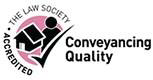 THE LAW SOCIETY
ACCREDITED
Conveyancing
Quality